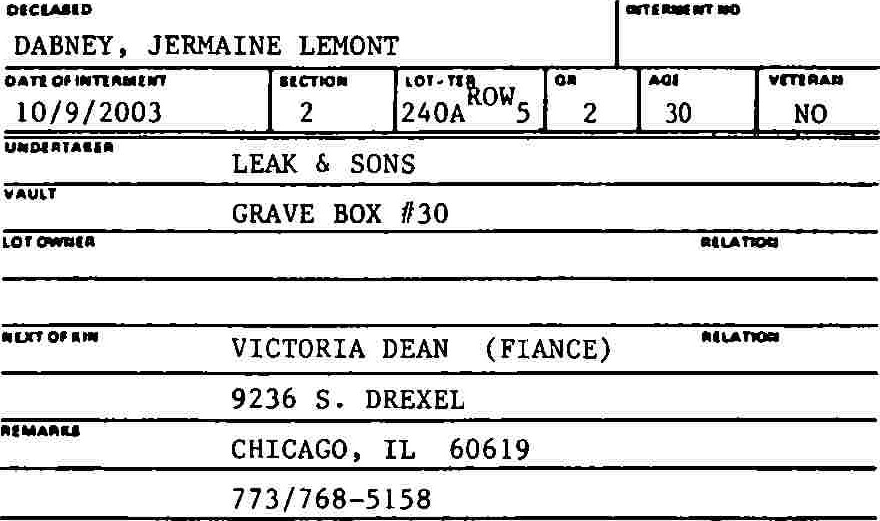 DECEASED INTERMENT NO
DABNEY, JERMAINE LEMONT
DATE OF INTERMENT SECTION LOT-TER GR AGE VETERAN
10/9/2003 2 240A ROW 5 2 30 NO
UNDERTAKER
LEAK & SONS
VAULT
GRAVE BOX #30
LOT OWNER RELATION
NEXT OF KIN RELATION
VICTORIA DEAN (FIANCE)
9236 S. DREXEL
REMARKS
CHICAGO, IL 60619
773/768-5158